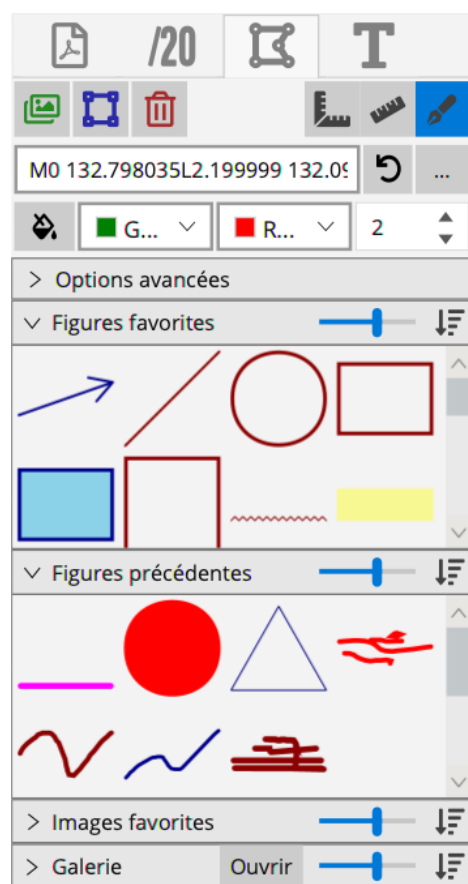 /20 T
M0 132.798035L2.199999 132.09
...
G... R... 2
Options avancées
Figures favorites
Figures précédentes
Images favorites
Galerie Ouvrir